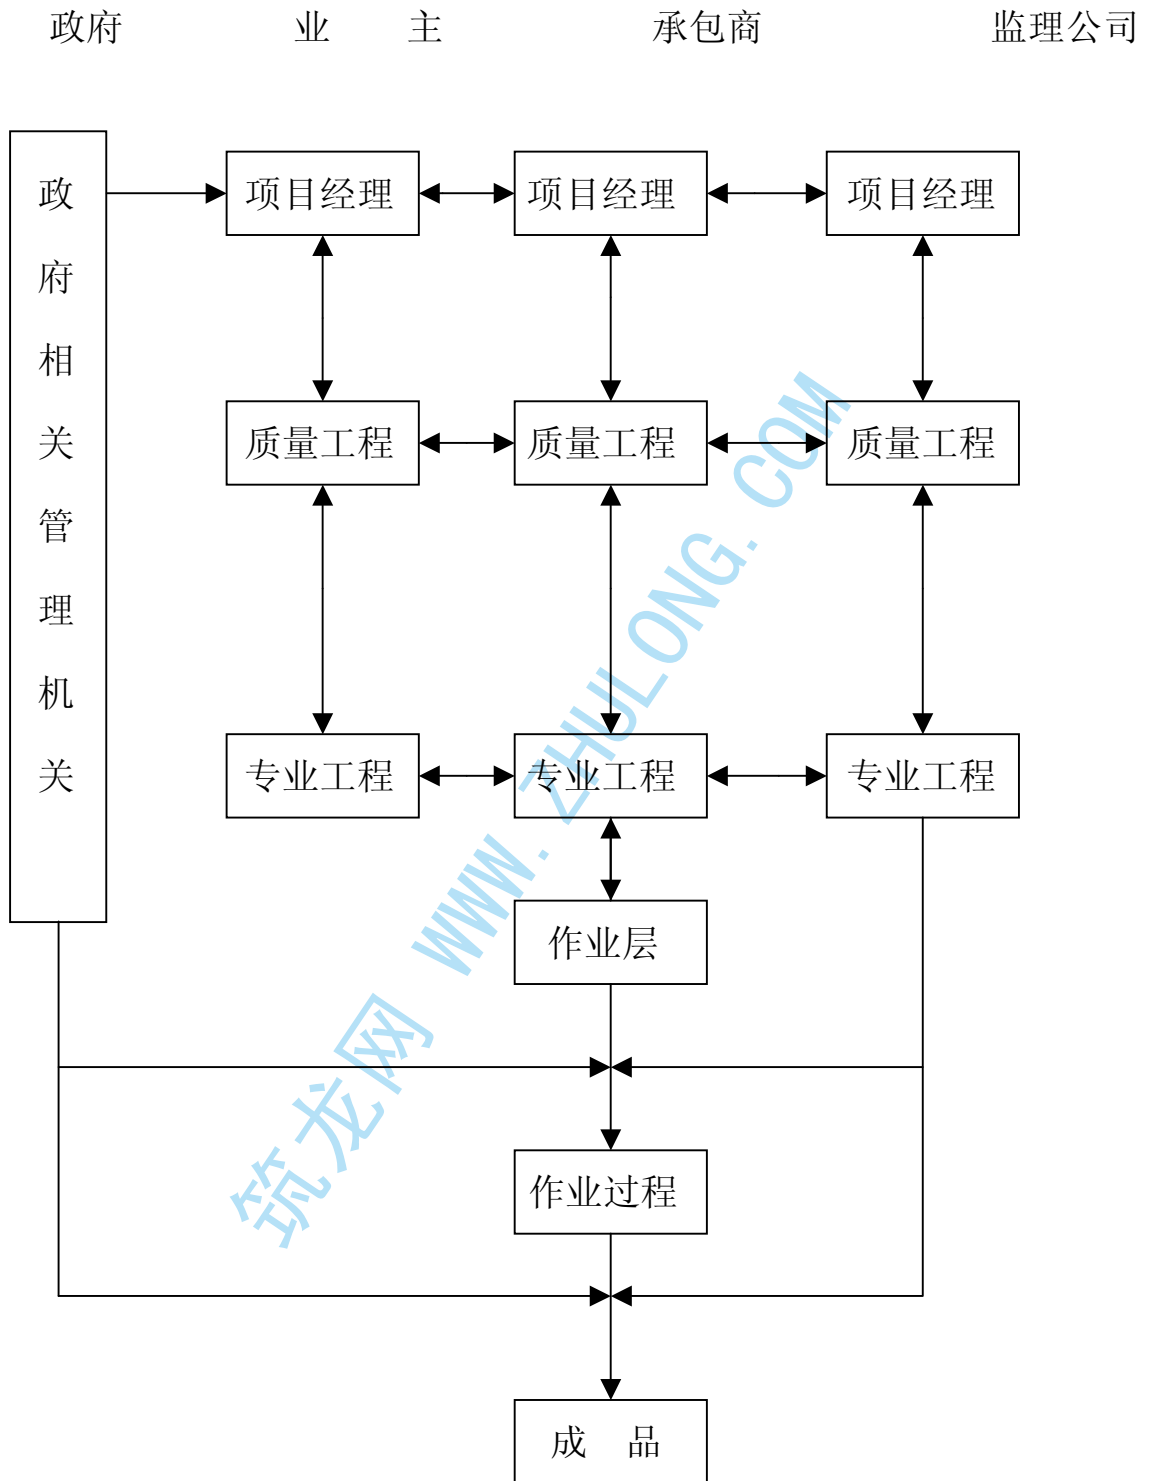 政府 业 主 承包商 监理公司
政府相关管理机关
项目经理 项目经理 项目经理
质量工程 质量工程 质量工程
专业工程 专业工程 专业工程
作业层
作业过程
成 品
筑龙网 WWW.ZHULONG.COM